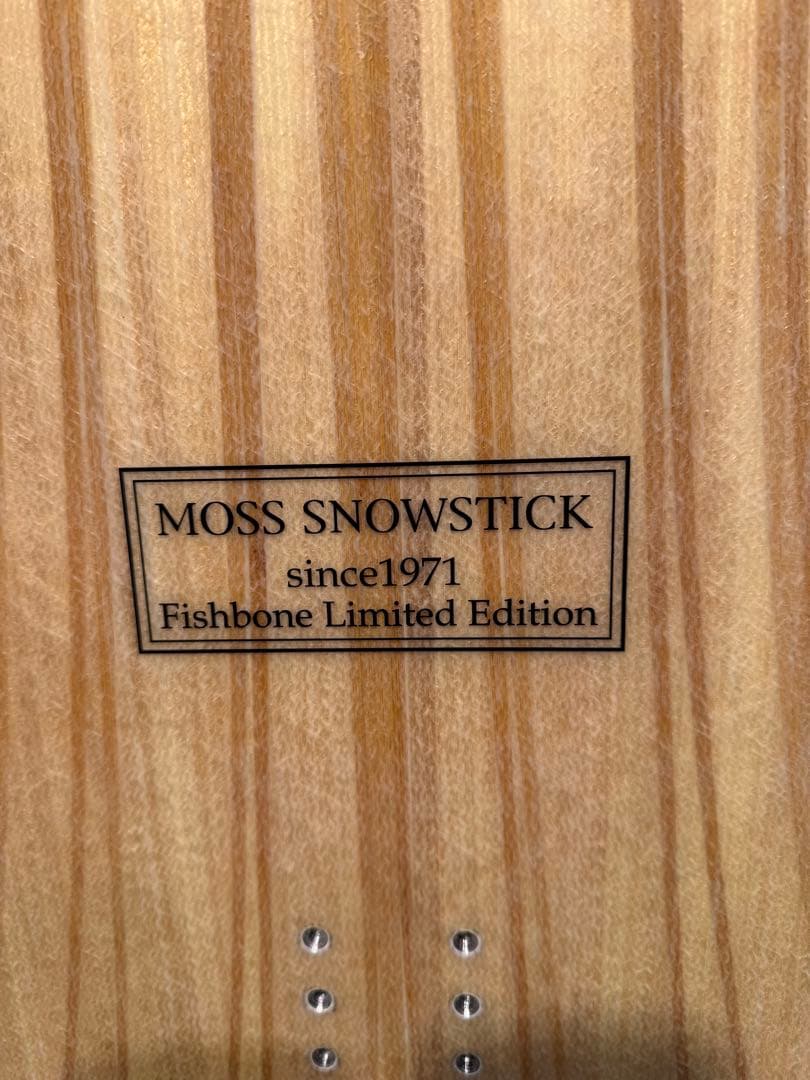 MOSS SNOWSTICK
since1971
Fishbone Limited Edition